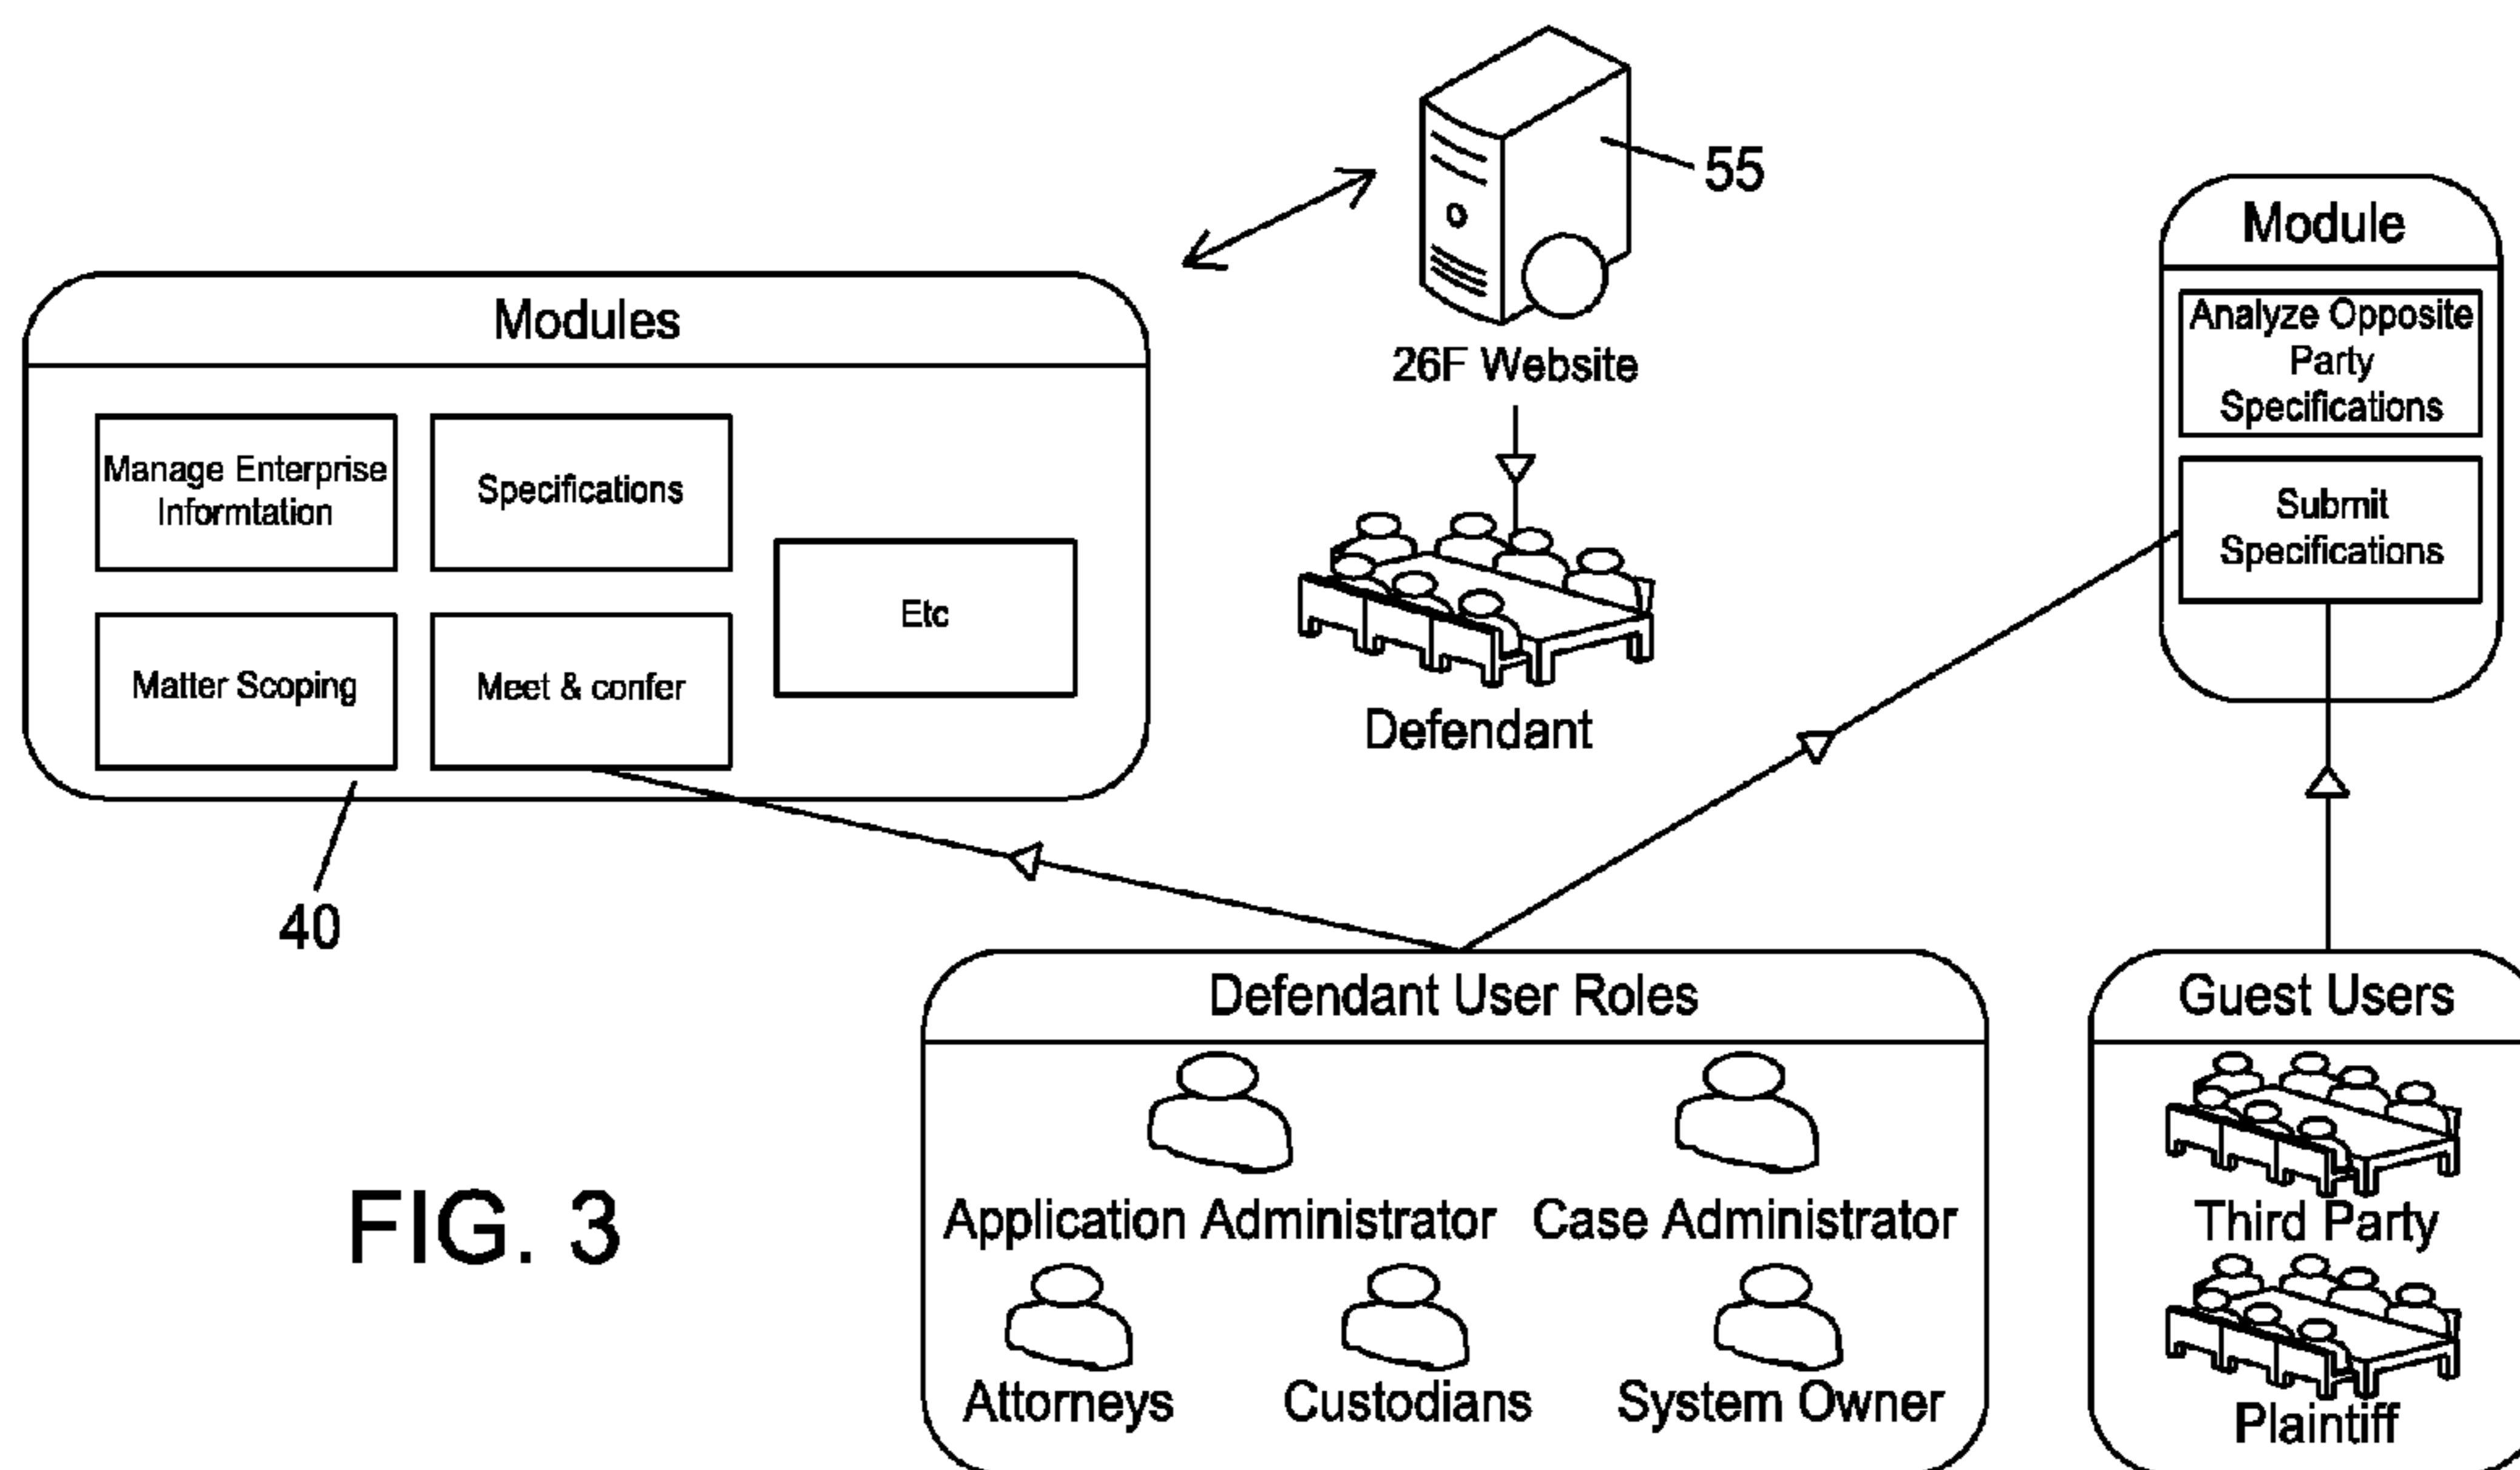 55
Module
Analyze Opposite
Party
Specifications
Submit
Specifications
Modules
Manage Enterprise
Informtation
Specifications
Etc
Matter Scoping
Meet & confer
40
26F Website
Defendant
Defendant User Roles
Application Administrator
Case Administrator
Attorneys
Custodians
System Owner
Guest Users
Third Party
Plaintiff
FIG. 3